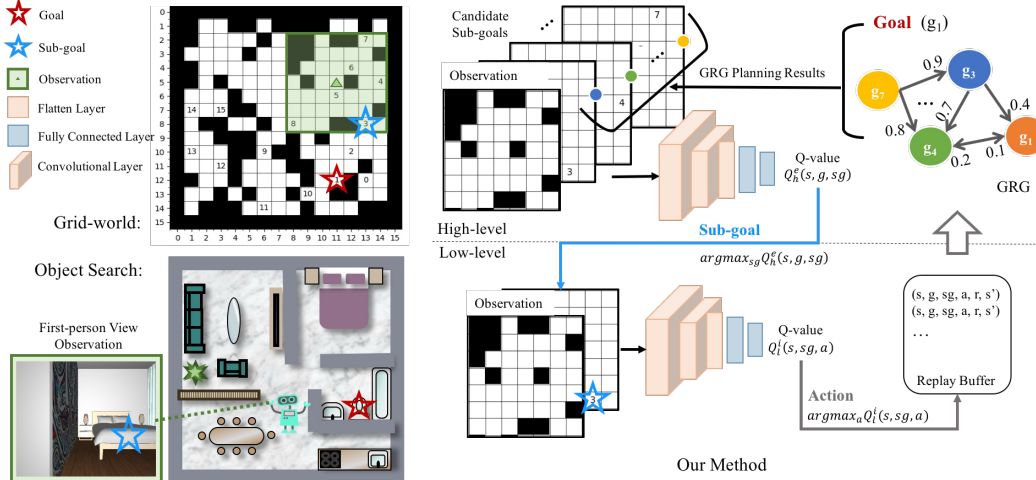 Goal
Sub-goal
Observation
Flatten Layer
Fully Connected Layer
Convolutional Layer
Grid-world:
0
1
2
3
4
5
6
7
8
9
10
11
12
13
14
15
0 1 2 3 4 5 6 7 8 9 10 11 12 13 14 15
7
6
4
5
14 15
8 3
13 9 2
12
1 0
10
11
Object Search:
First-person View
Observation
Candidate
Sub-goals
7
4
3
Observation
GRG Planning Results
Goal (g₁)
g₇
g₃
g₄
g₁
0.9
0.4
...
0.7
0.8
0.2
0.1
GRG
Q-value
Qₕᵉ(s, g, sg)
High-level
Low-level
Sub-goal
argmaxₛ₉Qₕᵉ(s, g, sg)
Observation
3
Q-value
Qₗⁱ(s, sg, a)
Action
argmaxₐQₗⁱ(s, sg, a)
(s, g, sg, a, r, s’)
(s, g, sg, a, r, s’)
...
Replay Buffer
Our Method